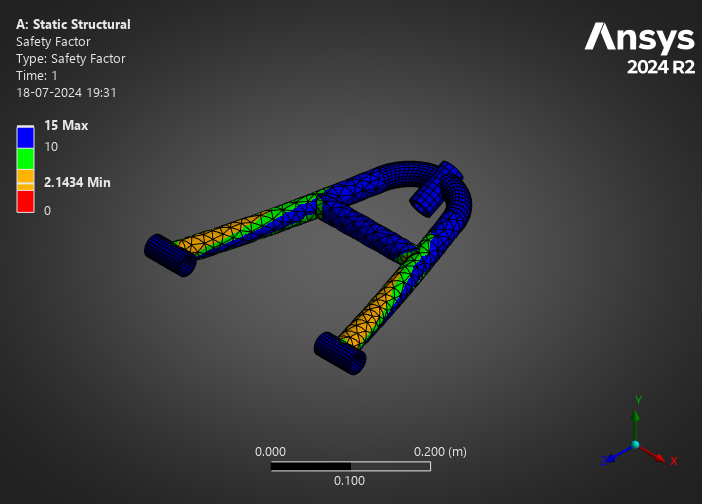 A: Static Structural
Safety Factor
Type: Safety Factor
Time: 1
18-07-2024 19:31
Ansys
2024 R2
15 Max
10
2.1434 Min
0
0.000
0.200 (m)
0.100
Y
Z
X